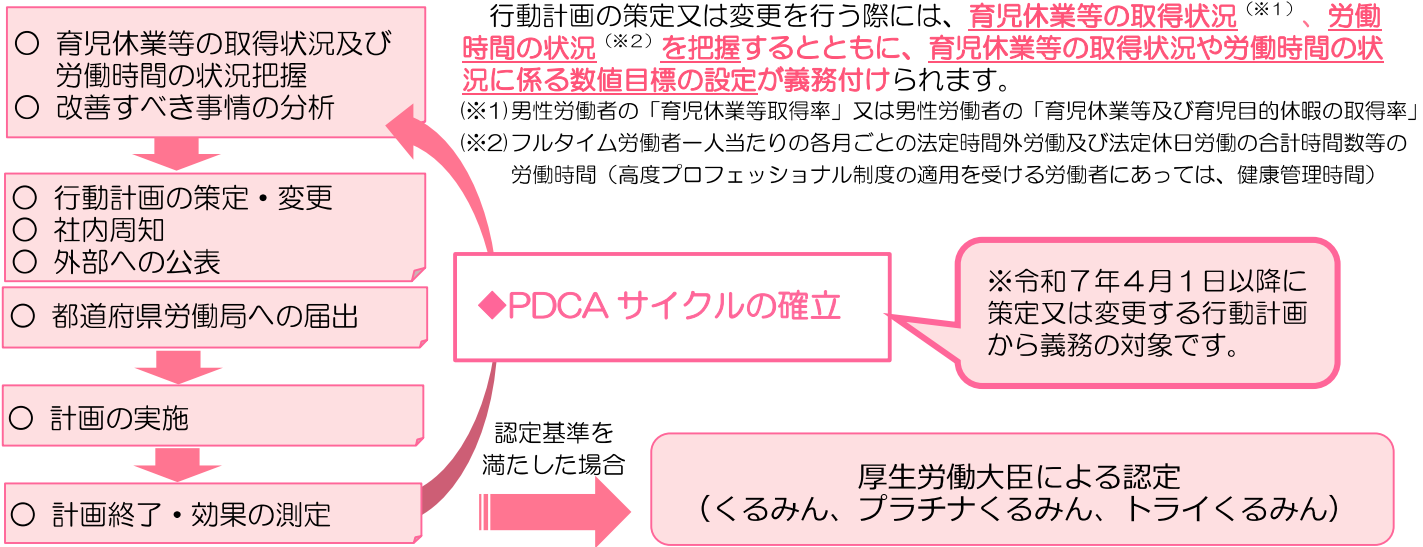 ○ 育児休業等の取得状況及び
労働時間の状況把握
○ 改善すべき事情の分析
○ 行動計画の策定・変更
○ 社内周知
○ 外部への公表
○ 都道府県労働局への届出
○ 計画の実施
○ 計画終了・効果の測定
行動計画の策定又は変更を行う際には、育児休業等の取得状況（※1）、労働
時間の状況（※2）を把握するとともに、育児休業等の取得状況や労働時間の状
況に係る数値目標の設定が義務付けられます。
(※1)男性労働者の「育児休業等取得率」又は男性労働者の「育児休業等及び育児目的休暇の取得率」
(※2)フルタイム労働者一人当たりの各月ごとの法定時間外労働及び法定休日労働の合計時間数等の
労働時間（高度プロフェッショナル制度の適用を受ける労働者にあっては、健康管理時間）
◆PDCAサイクルの確立
※令和７年４月１日以降に
策定又は変更する行動計画
から義務の対象です。
認定基準を
満たした場合
厚生労働大臣による認定
（くるみん、プラチナくるみん、トライくるみん）